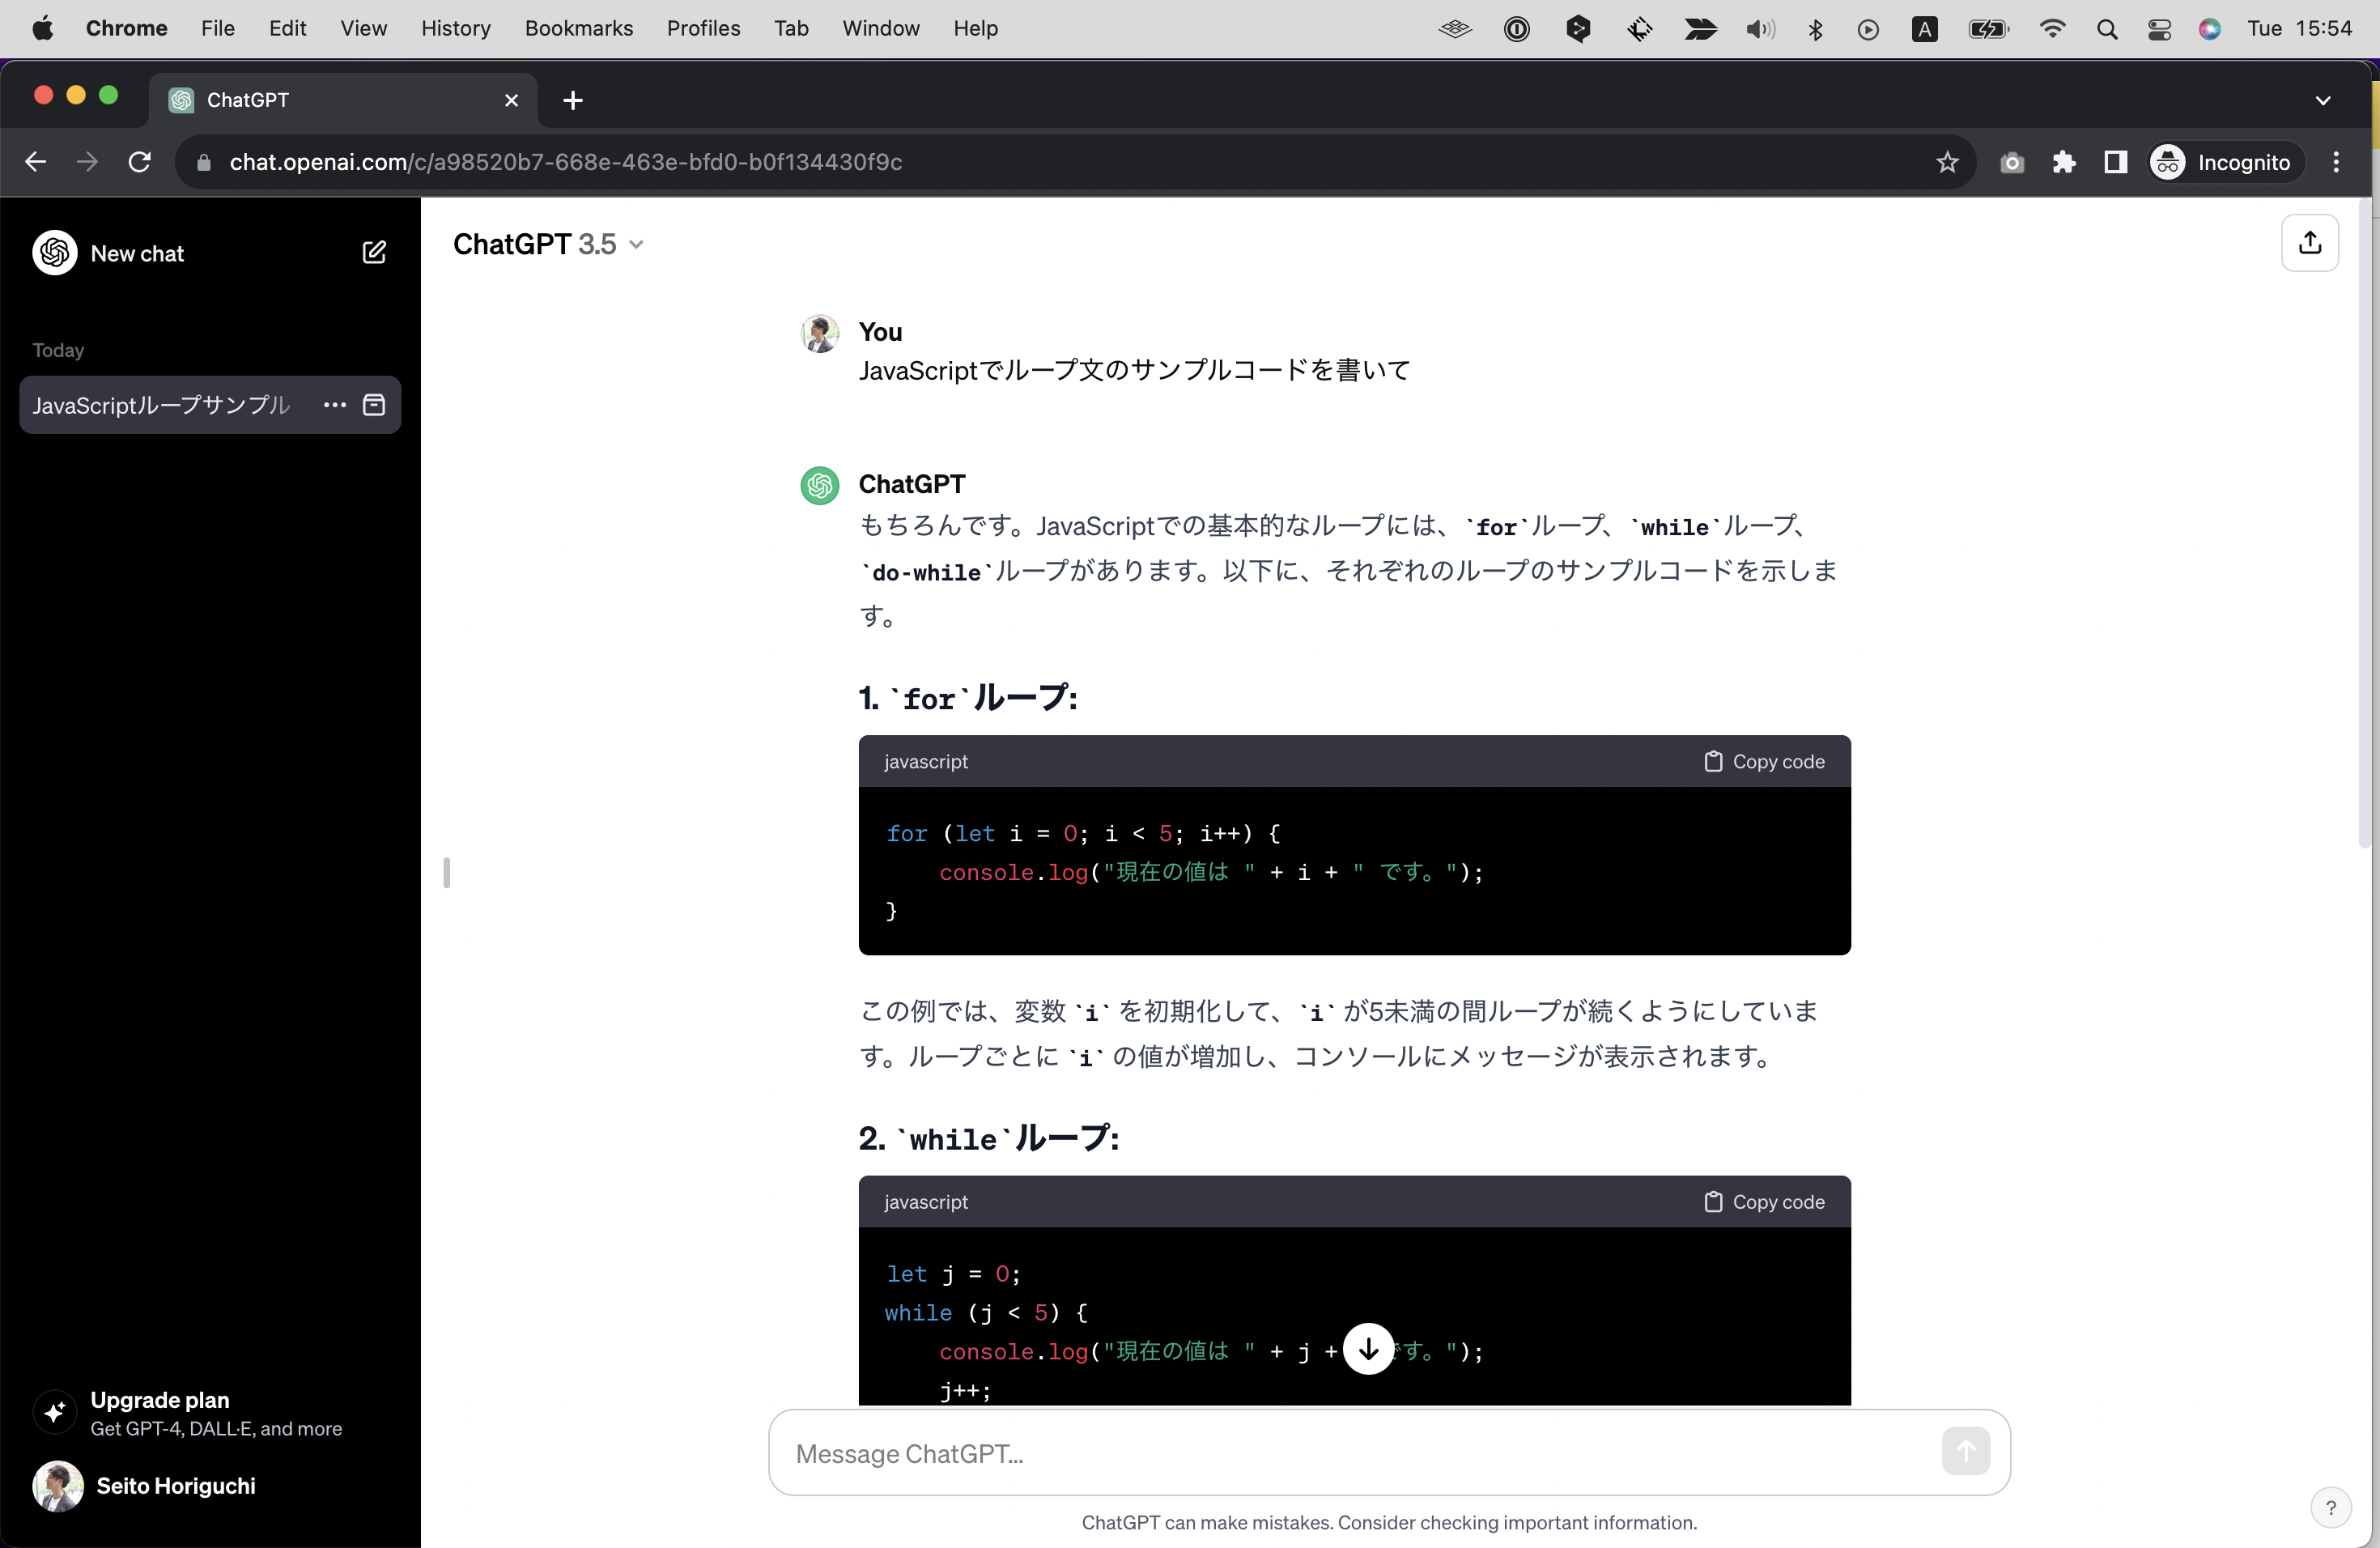 Chrome File Edit View History Bookmarks Profiles Tab Window Help A Tue 15:54
ChatGPT
chat.openai.com/c/a98520b7-668e-463e-bfd0-b0f134430f9c Incognito
New chat
Today
JavaScriptループサンプル
Upgrade plan
Get GPT-4, DALL·E, and more
Seito Horiguchi
ChatGPT 3.5
You
JavaScriptでループ文のサンプルコードを書いて
ChatGPT
もちろんです。JavaScriptでの基本的なループには、`for`ループ、`while`ループ、
`do-while`ループがあります。以下に、それぞれのループのサンプルコードを示しま
す。
1. `for`ループ:
javascript Copy code
for (let i = 0; i < 5; i++) {
    console.log("現在の値は " + i + " です。");
}
この例では、変数 `i` を初期化して、`i` が5未満の間ループが続くようにしていま
す。ループごとに `i` の値が増加し、コンソールにメッセージが表示されます。
2. `while`ループ:
javascript Copy code
let j = 0;
while (j < 5) {
    console.log("現在の値は " + j + す。");
    j++;
Message ChatGPT...
ChatGPT can make mistakes. Consider checking important information.
?